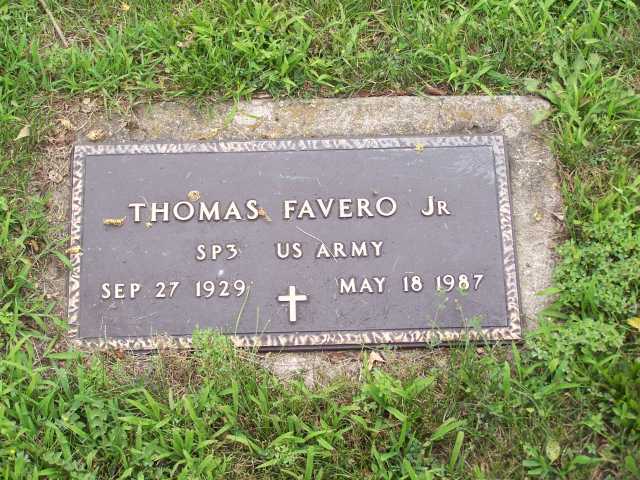 THOMAS FAVERO JR
SP3 US ARMY
SEP 27 1929 MAY 18 1987